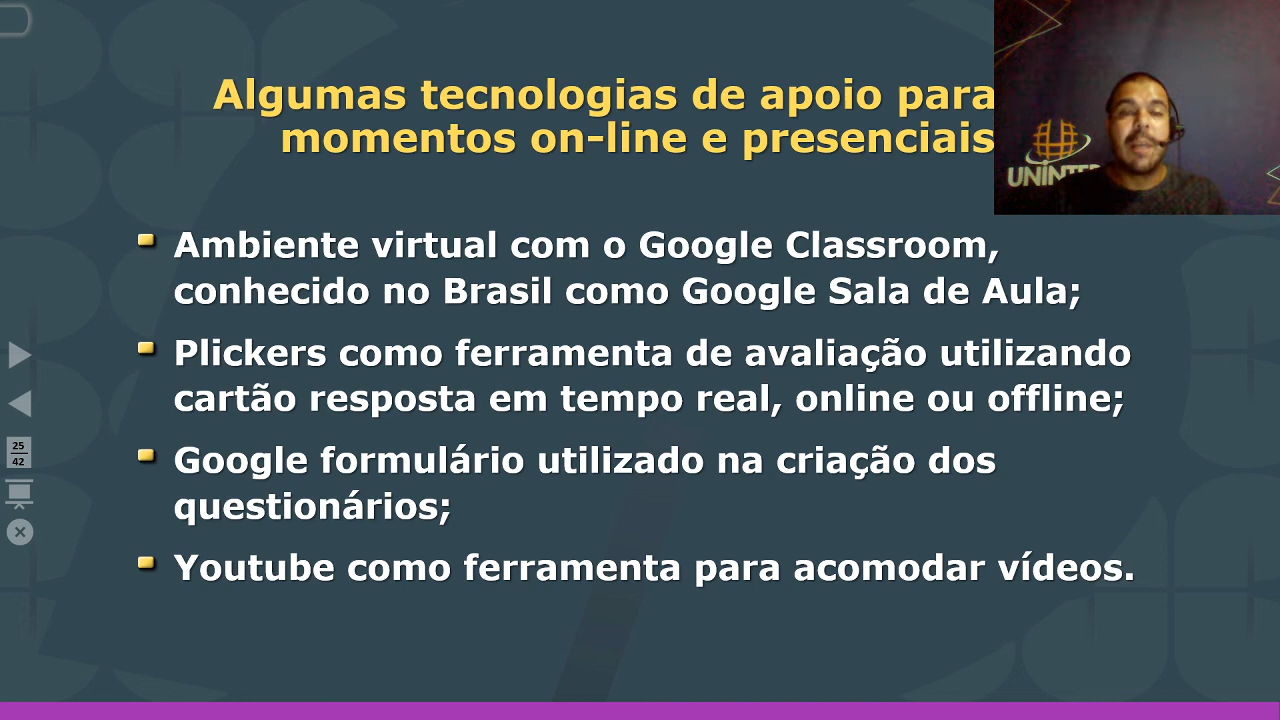 Algumas tecnologias de apoio para
momentos on-line e presenciais
UNINTER
Ambiente virtual com o Google Classroom,
conhecido no Brasil como Google Sala de Aula;
Plickers como ferramenta de avaliação utilizando
cartão resposta em tempo real, online ou offline;
Google formulário utilizado na criação dos
questionários;
Youtube como ferramenta para acomodar vídeos.
25
42